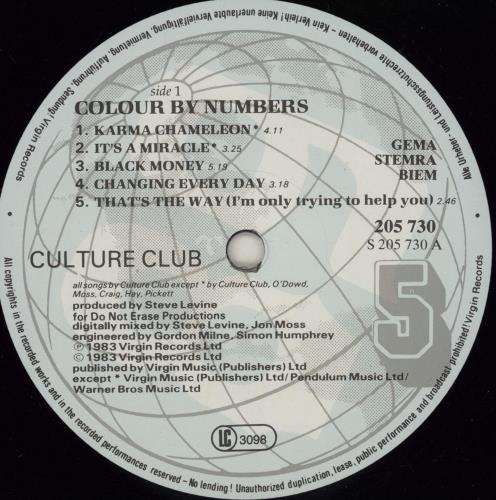 Alle Urheber- und Leistungsschutzrechte vorbehalten – Kein Verleih! Keine unerlaubte Vervielfältigung, Vermietung, Aufführung, Sendung! Virgin Records
side 1
COLOUR BY NUMBERS
1. KARMA CHAMELEON* 4.11
2. IT'S A MIRACLE* 3.25
3. BLACK MONEY 5.19
4. CHANGING EVERY DAY 3.18
5. THAT'S THE WAY (I'm only trying to help you) 2.46
GEMA
STEMRA
BIEM
205 730
S 205 730 A
CULTURE CLUB
all songs by Culture Club except * by Culture Club, O'Dowd,
Moss, Craig, Hay, Pickett
produced by Steve Levine
for Do Not Erase Productions
digitally mixed by Steve Levine, Jon Moss
engineered by Gordon Milne, Simon Humphrey
℗ 1983 Virgin Records Ltd
© 1983 Virgin Records Ltd
published by Virgin Music (Publishers) Ltd
except * Virgin Music (Publishers) Ltd/Pendulum Music Ltd/
Warner Bros Music Ltd
5
LC 3098
All copyrights in the recorded works and in the recorded performances reserved – No lending! Unauthorized duplication, lease, public performance and broadcast prohibited! Virgin Records